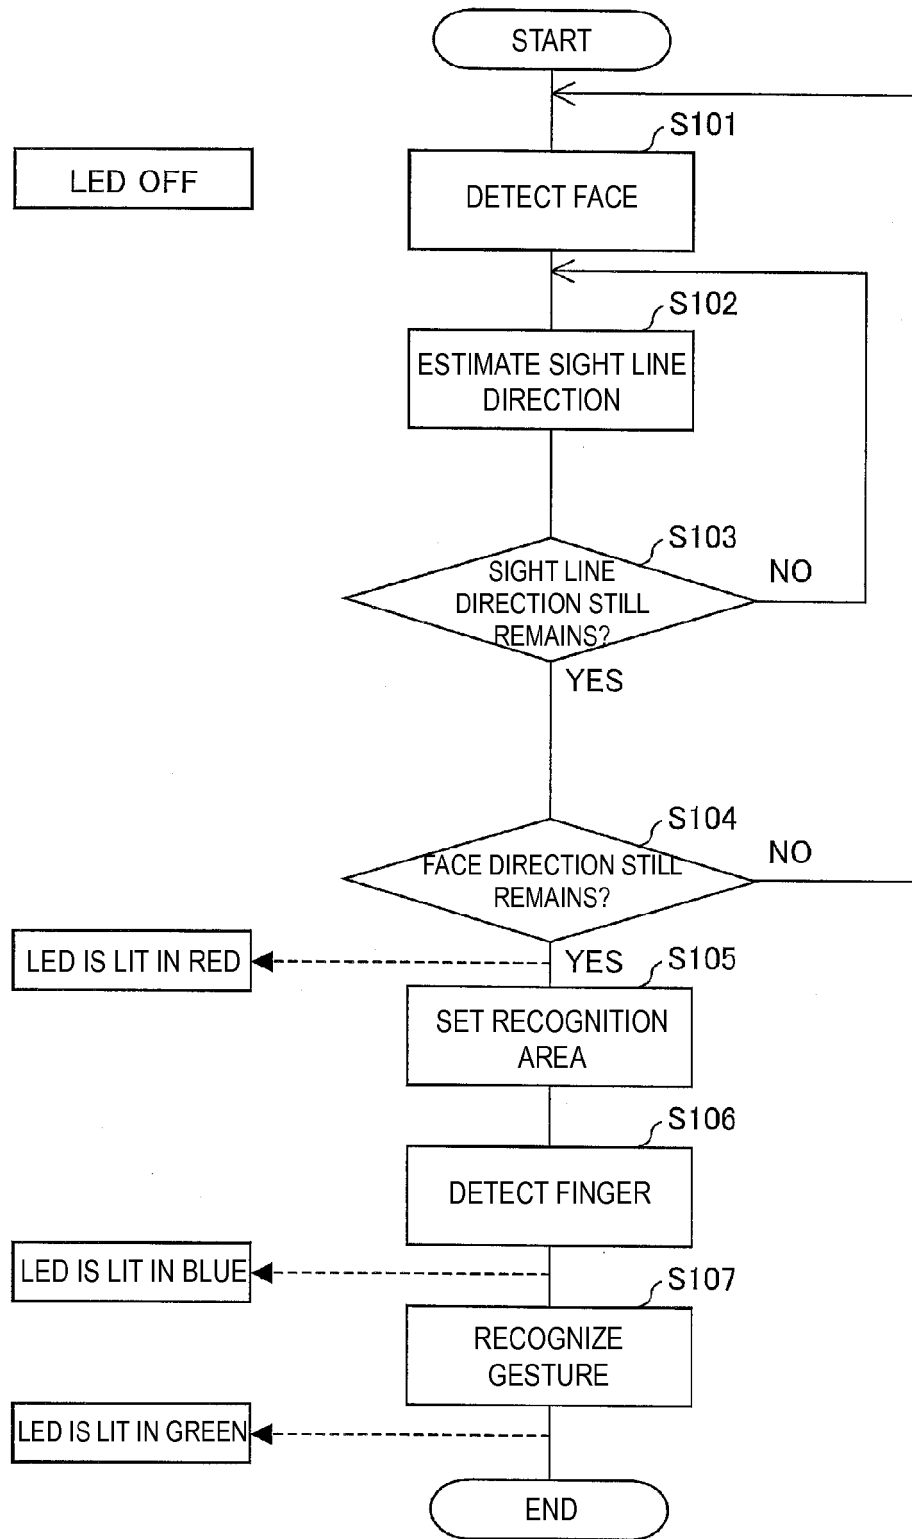 START
S101
LED OFF
DETECT FACE
S102
ESTIMATE SIGHT LINE
DIRECTION
S103
SIGHT LINE
DIRECTION STILL
REMAINS?
NO
YES
S104
FACE DIRECTION STILL
REMAINS?
NO
LED IS LIT IN RED
YES
S105
SET RECOGNITION
AREA
S106
DETECT FINGER
LED IS LIT IN BLUE
S107
RECOGNIZE
GESTURE
LED IS LIT IN GREEN
END